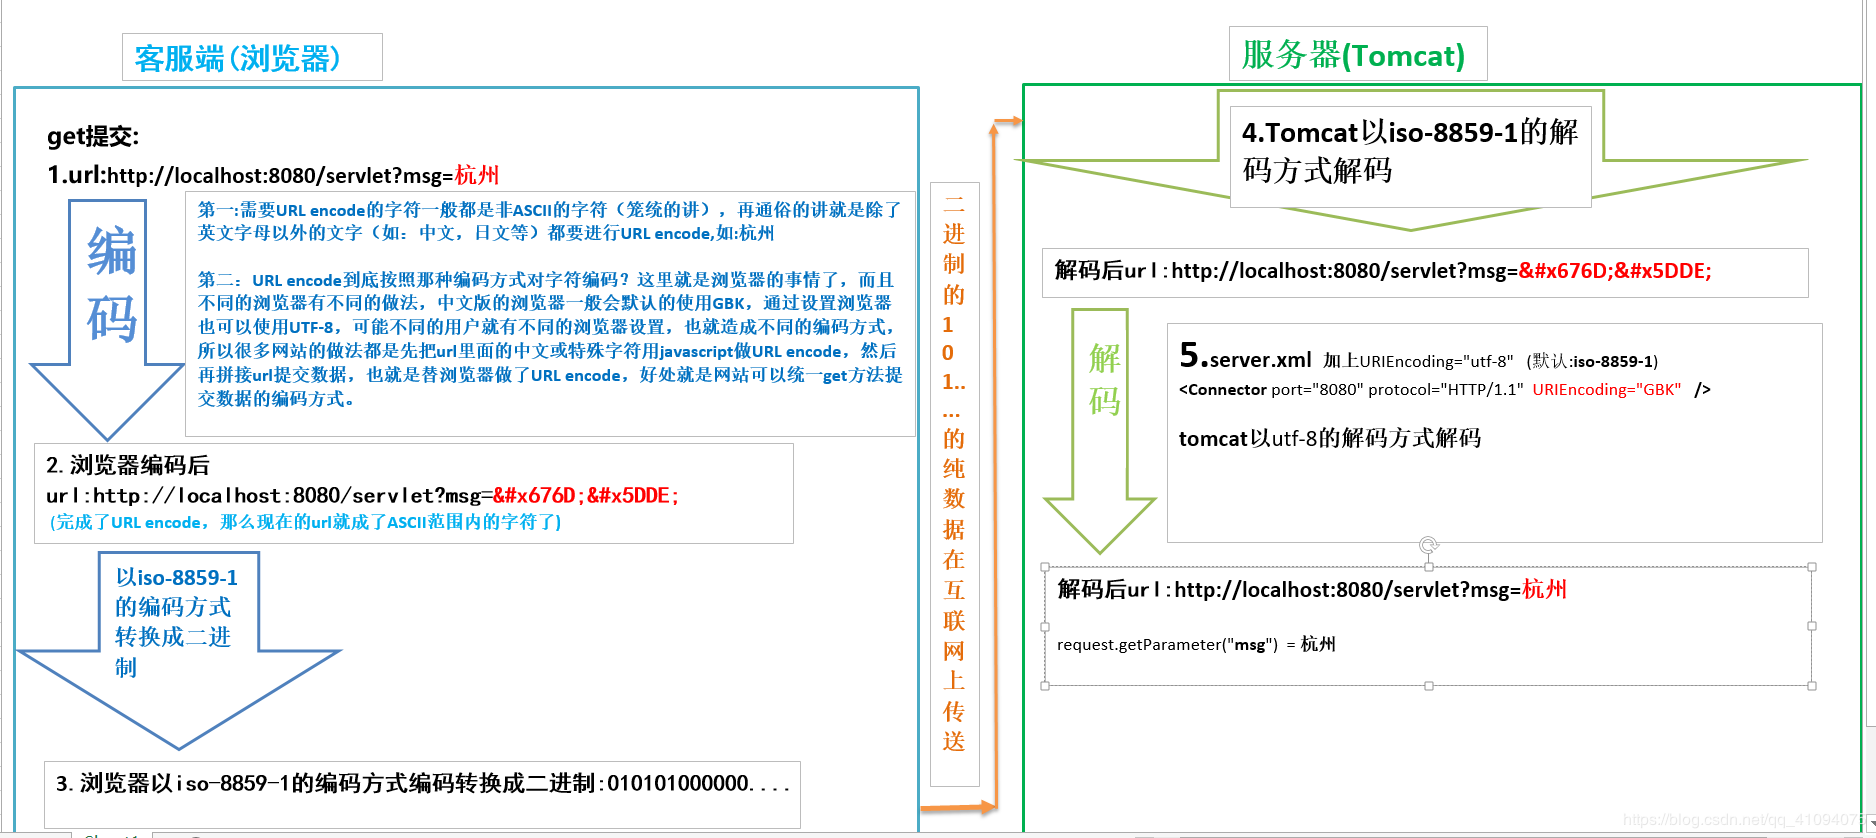 客服端(浏览器)
get提交:
1.url:http://localhost:8080/servlet?msg=杭州
编
码
第一:需要URL encode的字符一般都是非ASCII的字符（笼统的讲），再通俗的讲就是除了
英文字母以外的文字（如：中文，日文等）都要进行URL encode,如:杭州
第二：URL encode到底按照那种编码方式对字符编码？这里就是浏览器的事情了，而且
不同的浏览器有不同的做法，中文版的浏览器一般会默认的使用GBK，通过设置浏览器
也可以使用UTF-8，可能不同的用户就有不同的浏览器设置，也就造成不同的编码方式，
所以很多网站的做法都是先把url里面的中文或特殊字符用javascript做URL encode，然后
再拼接url提交数据，也就是替浏览器做了URL encode，好处就是网站可以统一get方法提
交数据的编码方式。
2.浏览器编码后
url:http://localhost:8080/servlet?msg=&#x676D;&#x5DDE;
(完成了URL encode，那么现在的url就成了ASCII范围内的字符了)
以iso-8859-1
的编码方式
转换成二进
制
3.浏览器以iso-8859-1的编码方式编码转换成二进制:010101000000....
二
进
制
的
1
0
1..
...
的
纯
数
据
在
互
联
网
上
传
送
服务器(Tomcat)
4.Tomcat以iso-8859-1的解
码方式解码
解码后url:http://localhost:8080/servlet?msg=&#x676D;&#x5DDE;
解
码
5.server.xml 加上URIEncoding="utf-8" (默认:iso-8859-1)
<Connector port="8080" protocol="HTTP/1.1" URIEncoding="GBK" />
tomcat以utf-8的解码方式解码
解码后url:http://localhost:8080/servlet?msg=杭州
request.getParameter("msg") = 杭州